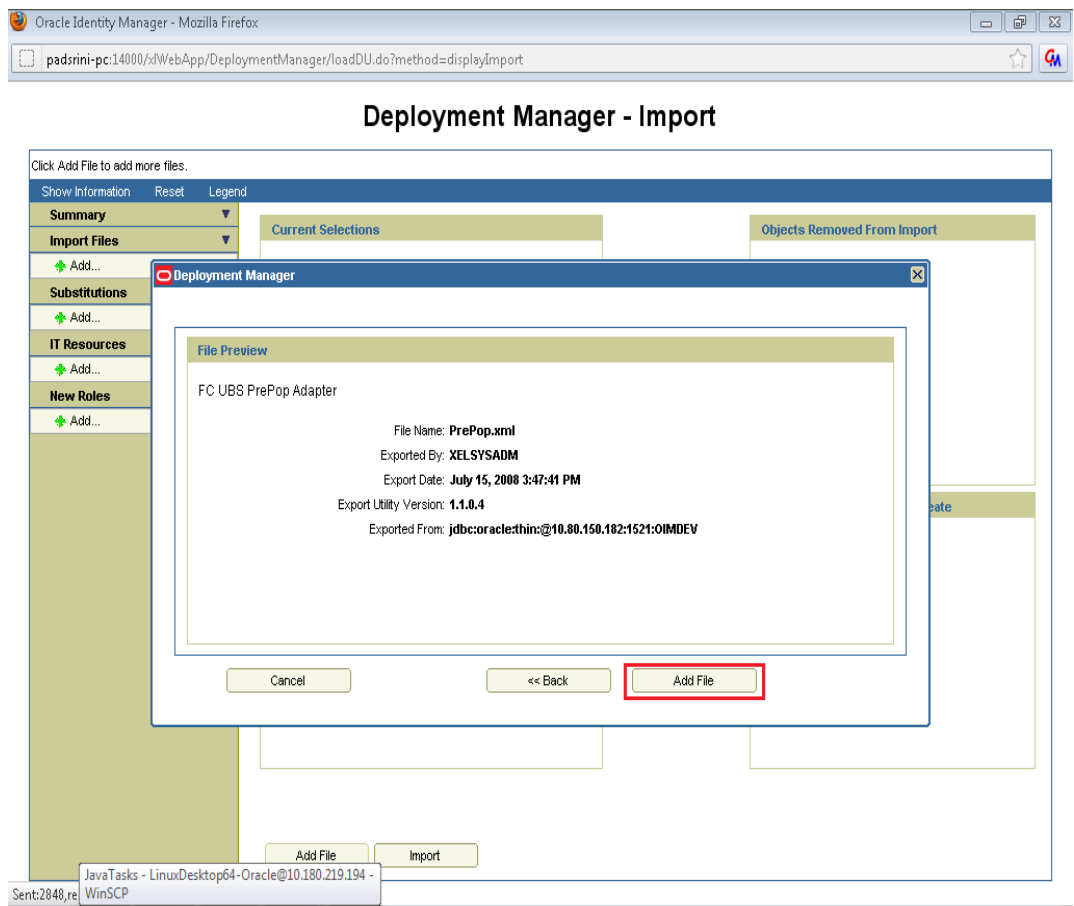 Oracle Identity Manager - Mozilla Firefox
padsrini-pc:14000/xlWebApp/DeploymentManager/loadDU.do?method=displayImport
Deployment Manager - Import
Click Add File to add more files.
Show Information Reset Legend
Summary
Import Files
Add...
Substitutions
Add...
IT Resources
Add...
New Roles
Add...
Current Selections
Objects Removed From Import
Deployment Manager
File Preview
FC UBS PrePop Adapter
File Name: PrePop.xml
Exported By: XELSYSADM
Export Date: July 15, 2008 3:47:41 PM
Export Utility Version: 1.1.0.4
Exported From: jdbc:oracle:thin:@10.80.150.182:1521:OIMDEV
eate
Cancel << Back Add File
Add File Import
JavaTasks - LinuxDesktop64-Oracle@10.180.219.194 -
WinSCP
Sent:2848,re